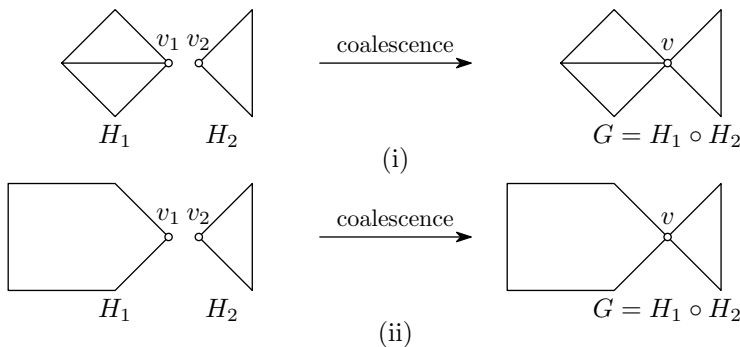 v₁ v₂ coalescence v
H₁ H₂ G = H₁ ∘ H₂
(i)
v₁ v₂ coalescence v
H₁ H₂ G = H₁ ∘ H₂
(ii)